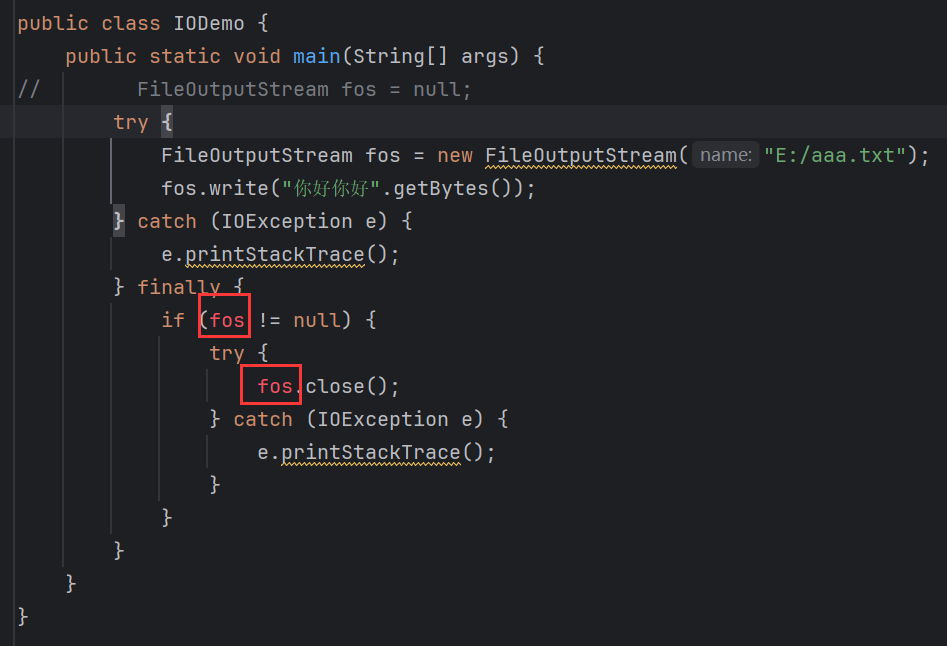 public class IODemo {
public static void main(String[] args) {
// FileOutputStream fos = null;
try {
FileOutputStream fos = new FileOutputStream( name: "E:/aaa.txt");
fos.write("你好你好".getBytes());
} catch (IOException e) {
e.printStackTrace();
} finally {
if (fos != null) {
try {
fos.close();
} catch (IOException e) {
e.printStackTrace();
}
}
}
}
}